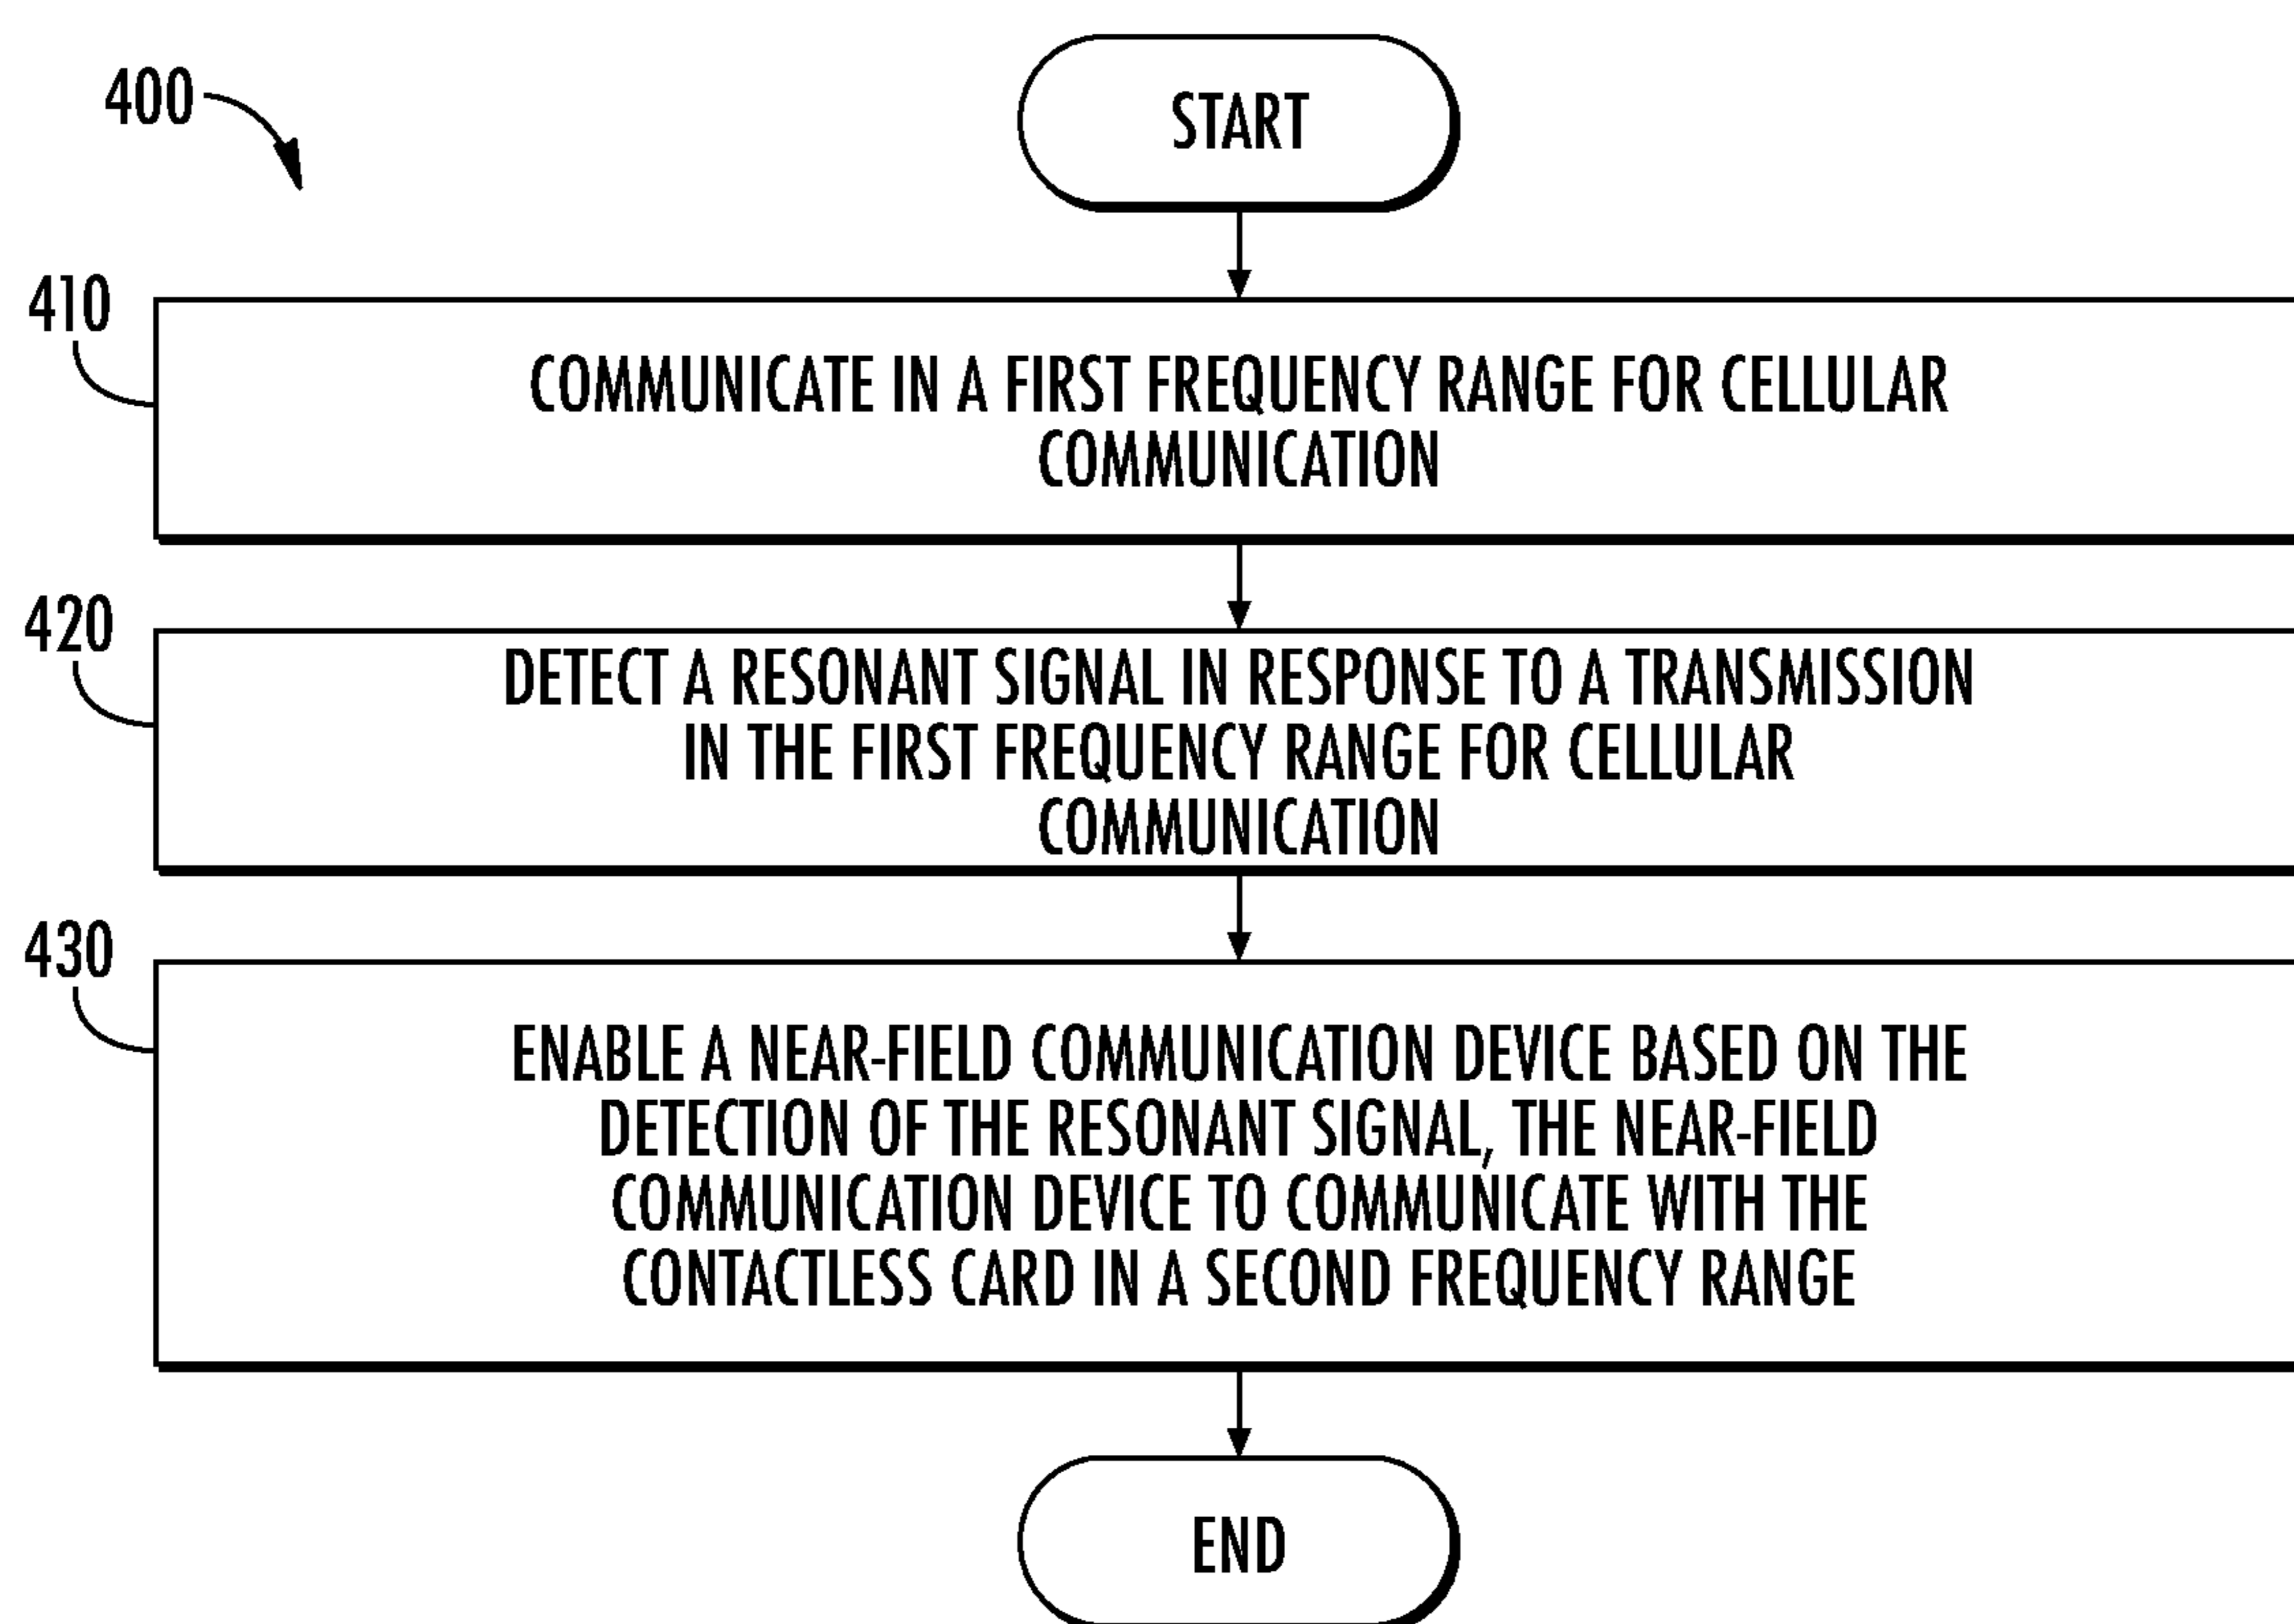 400
START
410
COMMUNICATE IN A FIRST FREQUENCY RANGE FOR CELLULAR
COMMUNICATION
420
DETECT A RESONANT SIGNAL IN RESPONSE TO A TRANSMISSION
IN THE FIRST FREQUENCY RANGE FOR CELLULAR
COMMUNICATION
430
ENABLE A NEAR-FIELD COMMUNICATION DEVICE BASED ON THE
DETECTION OF THE RESONANT SIGNAL, THE NEAR-FIELD
COMMUNICATION DEVICE TO COMMUNICATE WITH THE
CONTACTLESS CARD IN A SECOND FREQUENCY RANGE
END